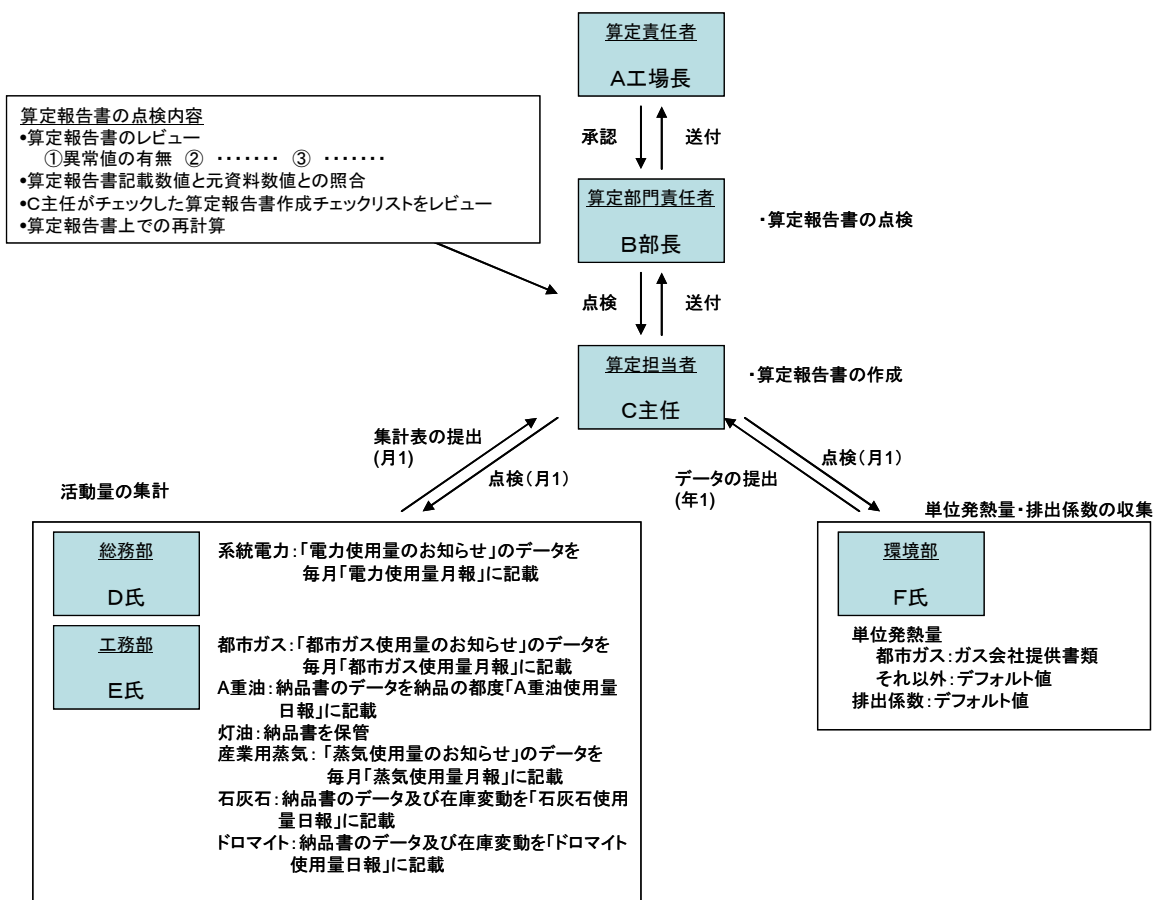 算定責任者
A工場長
算定報告書の点検内容
•算定報告書のレビュー
①異常値の有無 ② ・・・・・・・ ③ ・・・・・・・
•算定報告書記載数値と元資料数値との照合
•C主任がチェックした算定報告書作成チェックリストをレビュー
•算定報告書上での再計算
承認
送付
算定部門責任者
B部長
・算定報告書の点検
点検
送付
算定担当者
C主任
・算定報告書の作成
集計表の提出
(月1)
点検(月1)
データの提出
(年1)
点検(月1)
活動量の集計
総務部
D氏
系統電力:「電力使用量のお知らせ」のデータを
毎月「電力使用量月報」に記載
工務部
E氏
都市ガス:「都市ガス使用量のお知らせ」のデータを
毎月「都市ガス使用量月報」に記載
A重油:納品書のデータを納品の都度「A重油使用量
日報」に記載
灯油:納品書を保管
産業用蒸気:「蒸気使用量のお知らせ」のデータを
毎月「蒸気使用量月報」に記載
石灰石:納品書のデータ及び在庫変動を「石灰石使用
量日報」に記載
ドロマイト:納品書のデータ及び在庫変動を「ドロマイト
使用量日報」に記載
単位発熱量・排出係数の収集
環境部
F氏
単位発熱量
都市ガス:ガス会社提供書類
それ以外:デフォルト値
排出係数:デフォルト値